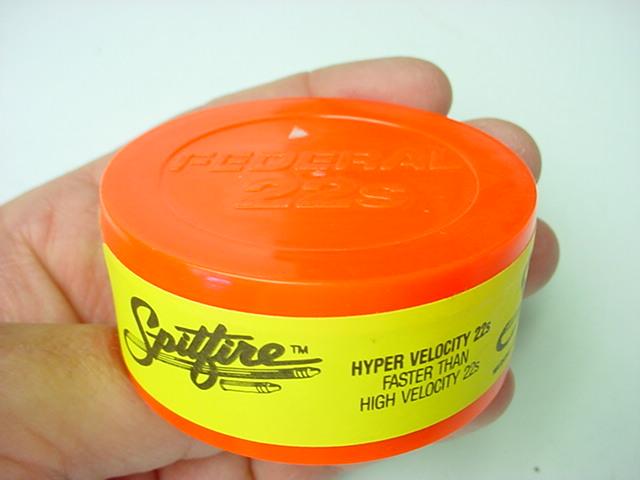 FEDERAL
22s
Spitfire™
HYPER VELOCITY 22s
FASTER THAN
HIGH VELOCITY 22s